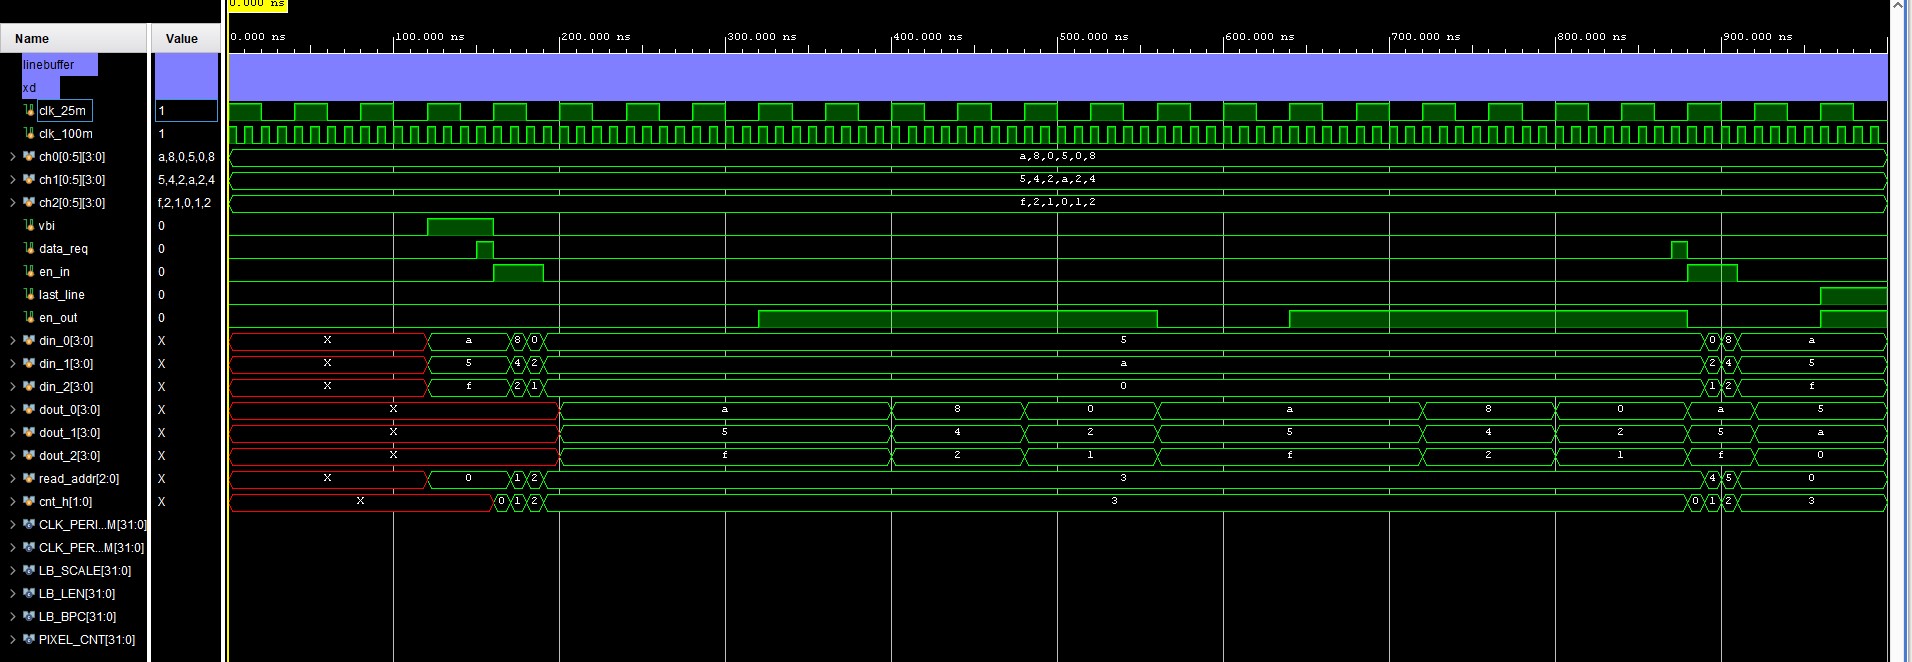 0.000 ns
Name Value 0.000 ns 100.000 ns 200.000 ns 300.000 ns 400.000 ns 500.000 ns 600.000 ns 700.000 ns 800.000 ns 900.000 ns
linebuffer
xd
clk_25m 1
clk_100m 1
ch0[0:5][3:0] a,8,0,5,0,8 a,8,0,5,0,8
ch1[0:5][3:0] 5,4,2,a,2,4 5,4,2,a,2,4
ch2[0:5][3:0] f,2,1,0,1,2 f,2,1,0,1,2
vbi 0
data_req 0
en_in 0
last_line 0
en_out 0
din_0[3:0] X X a 8 0 5 0 8 a
din_1[3:0] X X 5 4 2 a 2 4 5
din_2[3:0] X X f 2 1 0 1 2 f
dout_0[3:0] X X a 8 0 a 8 0 a 5
dout_1[3:0] X X 5 4 2 5 4 2 5 a
dout_2[3:0] X X f 2 1 f 2 1 f 0
read_addr[2:0] X X 0 1 2 3 4 5 0
cnt_h[1:0] X X 0 1 2 3 0 1 2 3
CLK_PERI...M[31:0]
CLK_PER...M[31:0]
LB_SCALE[31:0]
LB_LEN[31:0]
LB_BPC[31:0]
PIXEL_CNT[31:0]